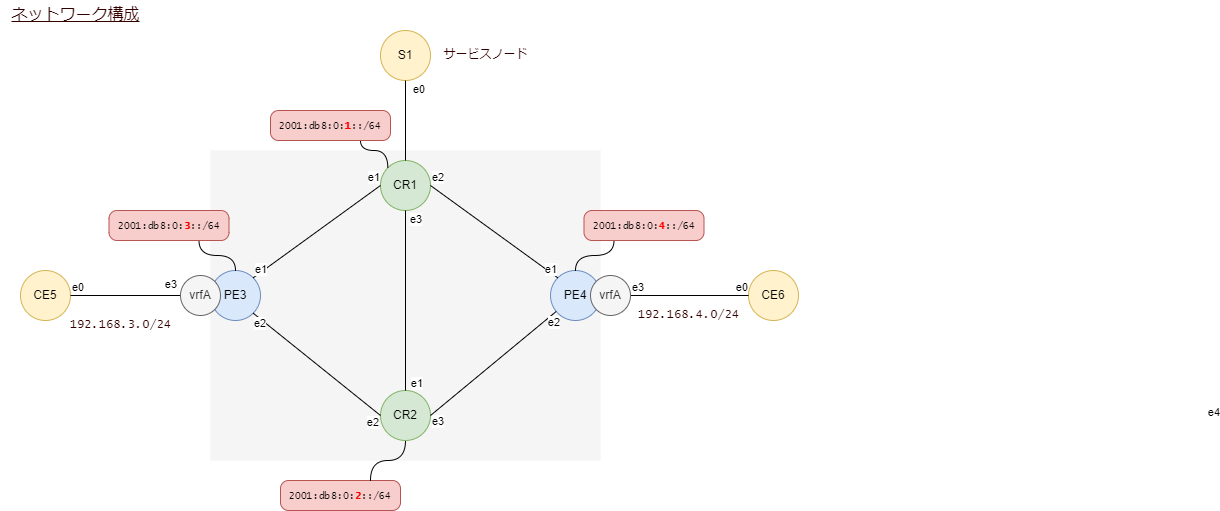 ネットワーク構成
S1
サービスノード
e0
2001:db8:0:1::/64
e1
CR1
e2
e3
2001:db8:0:3::/64
2001:db8:0:4::/64
e1
e1
CE5
e0
e3
vrfA
PE3
PE4
vrfA
e3
e0
CE6
192.168.3.0/24
192.168.4.0/24
e2
e2
e1
CR2
e2
e3
e4
2001:db8:0:2::/64